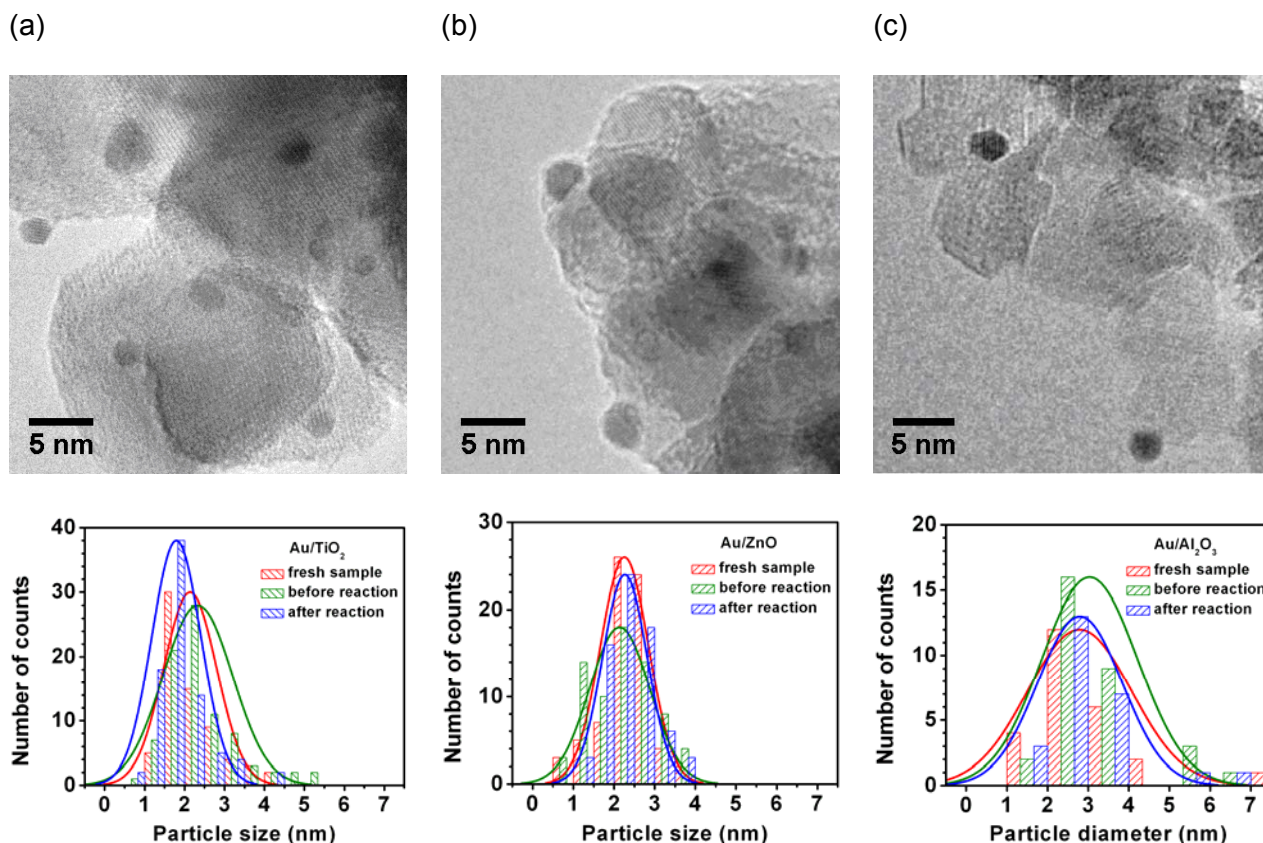 (a)
(b)
(c)
5 nm
5 nm
5 nm
40
30
20
10
0
Number of counts
Au/TiO2
fresh sample
before reaction
after reaction
0 1 2 3 4 5 6 7
Particle size (nm)
30
20
10
0
Number of counts
Au/ZnO
fresh sample
before reaction
after reaction
0 1 2 3 4 5 6 7
Particle size (nm)
20
15
10
5
0
Number of counts
Au/Al2O3
fresh sample
before reaction
after reaction
0 1 2 3 4 5 6 7
Particle diameter (nm)